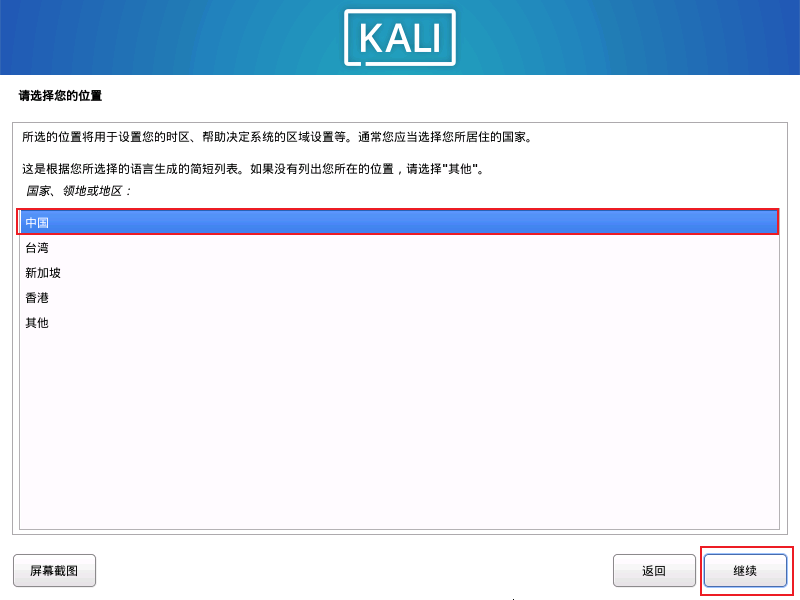 KALI
请选择您的位置
所选的位置将用于设置您的时区、帮助决定系统的区域设置等。通常您应当选择您所居住的国家。
这是根据您所选择的语言生成的简短列表。如果没有列出您所在的位置，请选择"其他"。
国家、领地或地区：
中国
台湾
新加坡
香港
其他
屏幕截图
返回
继续